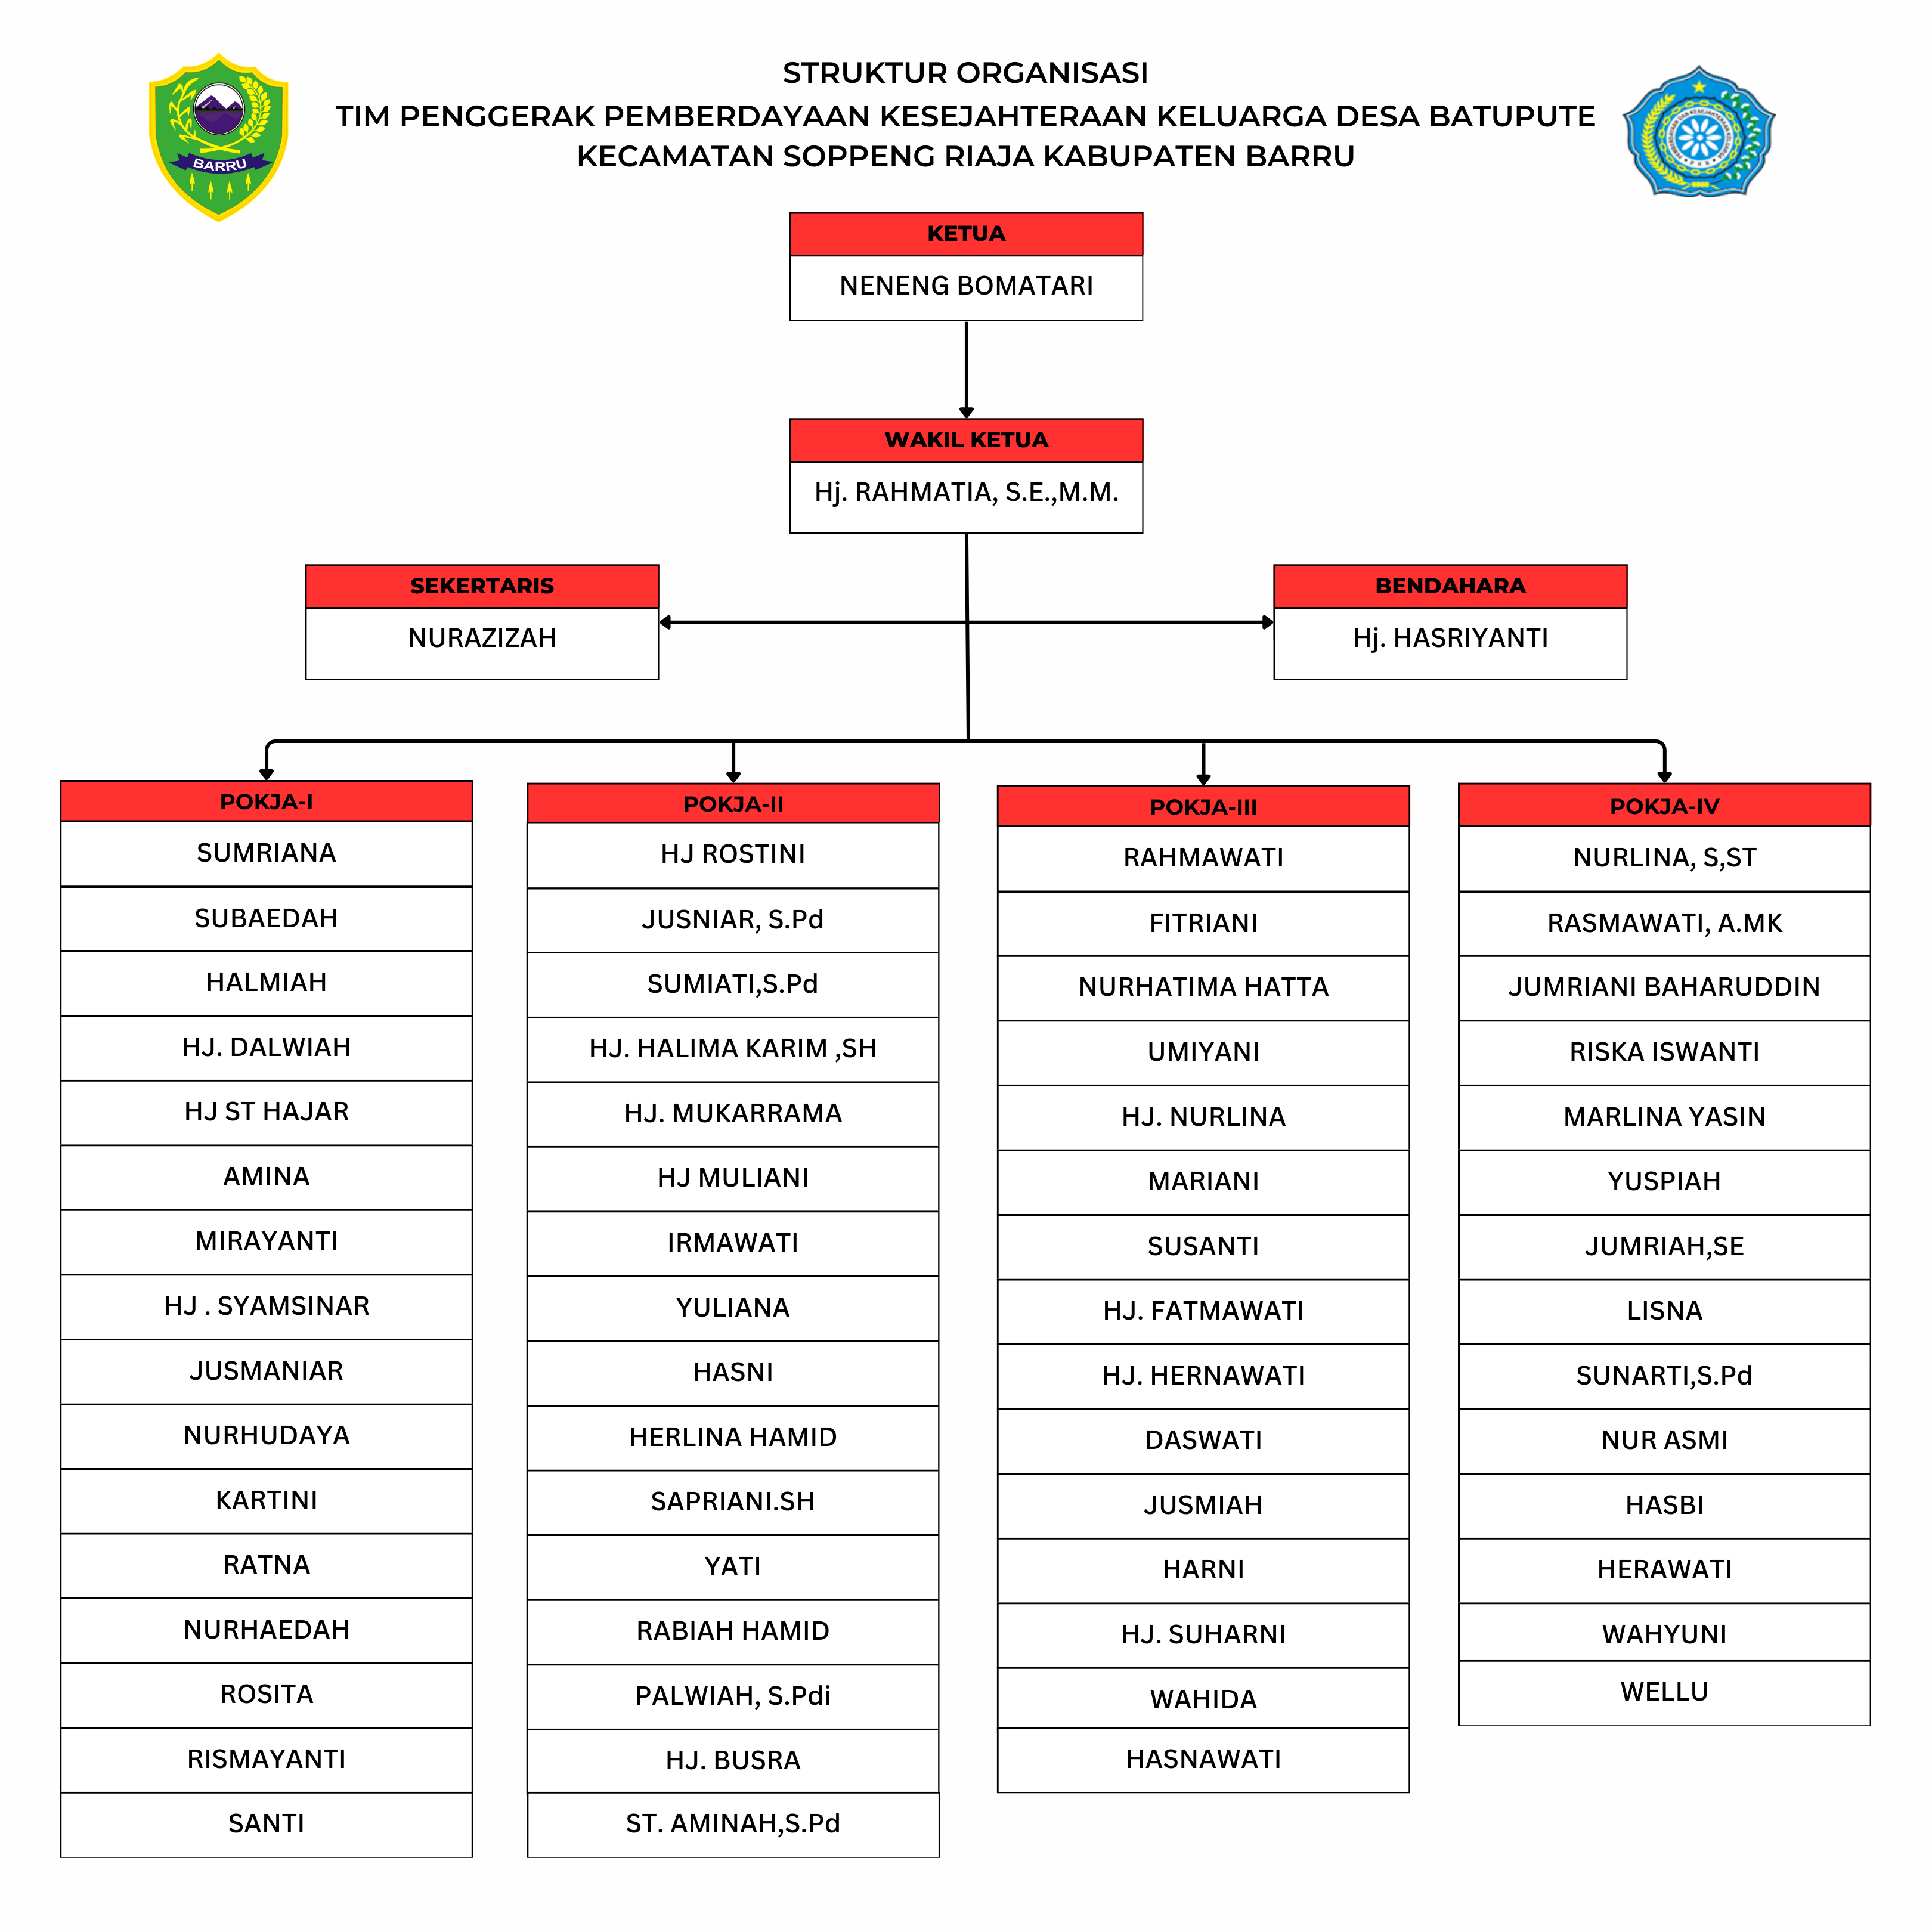 STRUKTUR ORGANISASI
TIM PENGGERAK PEMBERDAYAAN KESEJAHTERAAN KELUARGA DESA BATUPUTE
KECAMATAN SOPPENG RIAJA KABUPATEN BARRU
BARRU
KETUA
NENENG BOMATARI
WAKIL KETUA
Hj. RAHMATIA, S.E.,M.M.
SEKERTARIS
NURAZIZAH
BENDAHARA
Hj. HASRIYANTI
POKJA-I
SUMRIANA
SUBAEDAH
HALMIAH
HJ. DALWIAH
HJ ST HAJAR
AMINA
MIRAYANTI
HJ . SYAMSINAR
JUSMANIAR
NURHUDAYA
KARTINI
RATNA
NURHAEDAH
ROSITA
RISMAYANTI
SANTI
POKJA-II
HJ ROSTINI
JUSNIAR, S.Pd
SUMIATI,S.Pd
HJ. HALIMA KARIM ,SH
HJ. MUKARRAMA
HJ MULIANI
IRMAWATI
YULIANA
HASNI
HERLINA HAMID
SAPRIANI.SH
YATI
RABIAH HAMID
PALWIAH, S.Pdi
HJ. BUSRA
ST. AMINAH,S.Pd
POKJA-III
RAHMAWATI
FITRIANI
NURHATIMA HATTA
UMIYANI
HJ. NURLINA
MARIANI
SUSANTI
HJ. FATMAWATI
HJ. HERNAWATI
DASWATI
JUSMIAH
HARNI
HJ. SUHARNI
WAHIDA
HASNAWATI
POKJA-IV
NURLINA, S,ST
RASMAWATI, A.MK
JUMRIANI BAHARUDDIN
RISKA ISWANTI
MARLINA YASIN
YUSPIAH
JUMRIAH,SE
LISNA
SUNARTI,S.Pd
NUR ASMI
HASBI
HERAWATI
WAHYUNI
WELLU